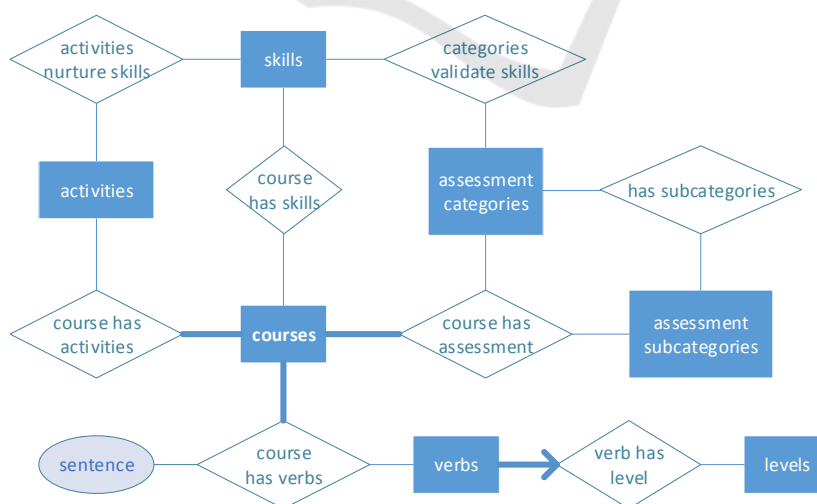 activities
nurture skills
skills
categories
validate skills
activities
course
has skills
assessment
categories
has subcategories
course has
activities
courses
course has
assessment
assessment
subcategories
sentence
course
has verbs
verbs
verb has
level
levels